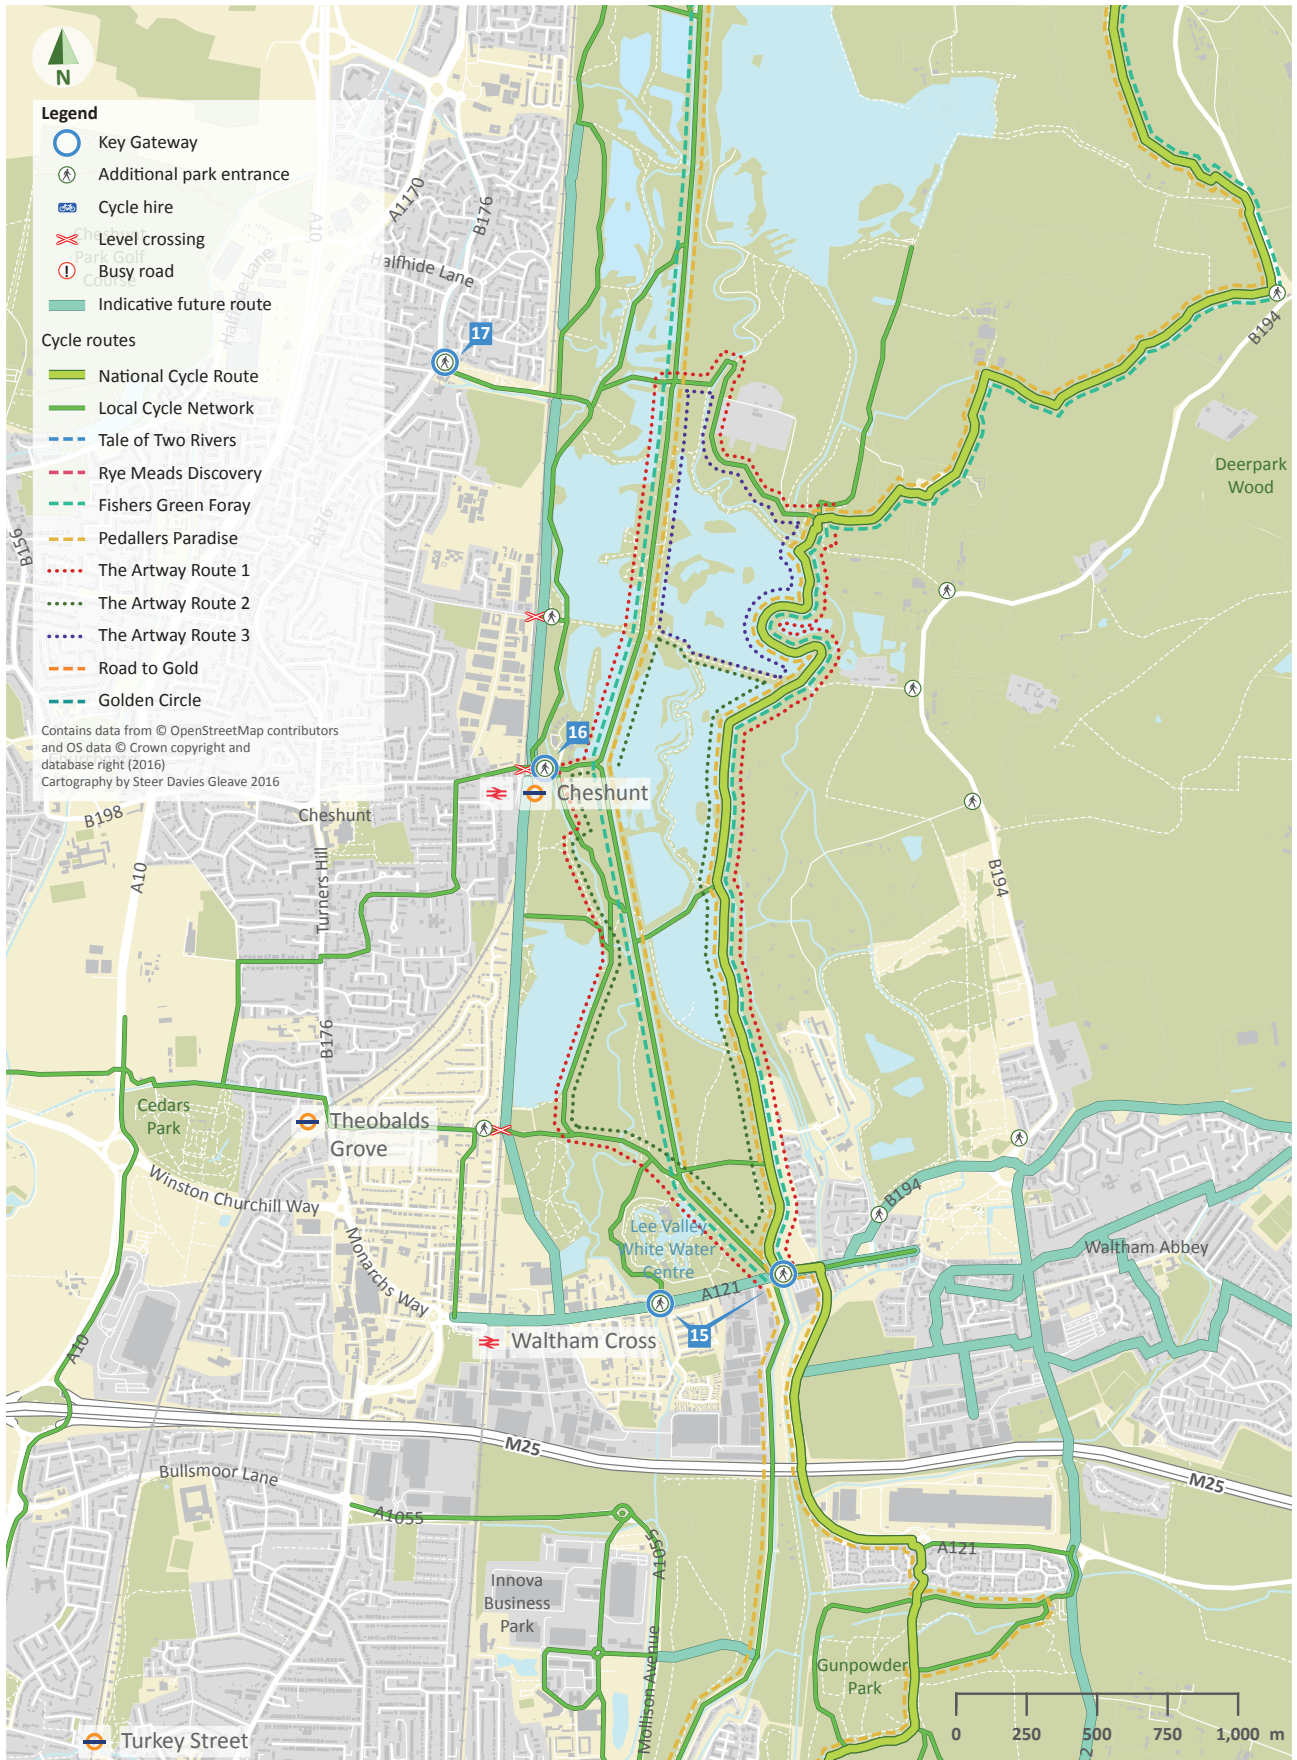 N
Legend
Key Gateway
Additional park entrance
Cycle hire
Level crossing
Busy road
Indicative future route
Cycle routes
National Cycle Route
Local Cycle Network
Tale of Two Rivers
Rye Meads Discovery
Fishers Green Foray
Pedallers Paradise
The Artway Route 1
The Artway Route 2
The Artway Route 3
Road to Gold
Golden Circle
Contains data from © OpenStreetMap contributors
and OS data © Crown copyright and
database right (2016)
Cartography by Steer Davies Gleave 2016
Cheshunt
Park Golf
Course
A10
Halfhide Lane
A1170
B176
Halfhide Lane
17
B176
B156
B194
Deerpark
Wood
16
Cheshunt
B198
Cheshunt
A10
Turners Hill
B194
B176
Cedars
Park
Theobalds
Grove
Winston Churchill Way
Monarchs Way
B194
Waltham Abbey
Lee Valley
White Water
Centre
A121
15
Waltham Cross
A10
M25
M25
Bullsmoor Lane
A1055
A1055
A121
Innova
Business
Park
Mollison Avenue
Gunpowder
Park
0 250 500 750 1,000 m
Turkey Street